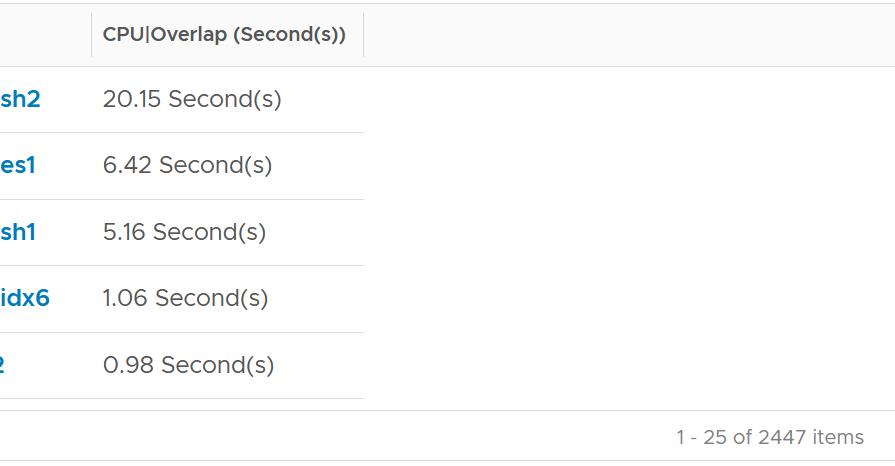 CPU|Overlap (Second(s))
sh2 20.15 Second(s)
es1 6.42 Second(s)
sh1 5.16 Second(s)
idx6 1.06 Second(s)
2 0.98 Second(s)
1 - 25 of 2447 items